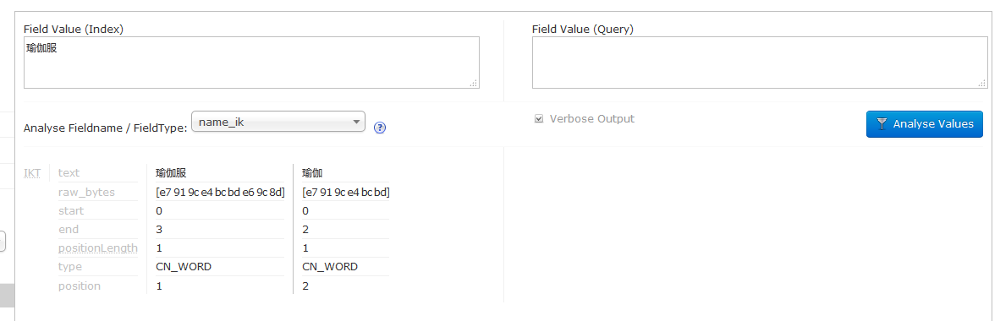 Field Value (Index)
瑜伽服
Field Value (Query)
Analyse Fieldname / FieldType: name_ik ?
Verbose Output
Analyse Values
IKT text 瑜伽服 瑜伽
raw_bytes [e7 91 9c e4 bc bd e6 9c 8d] [e7 91 9c e4 bc bd]
start 0 0
end 3 2
positionLength 1 1
type CN_WORD CN_WORD
position 1 2